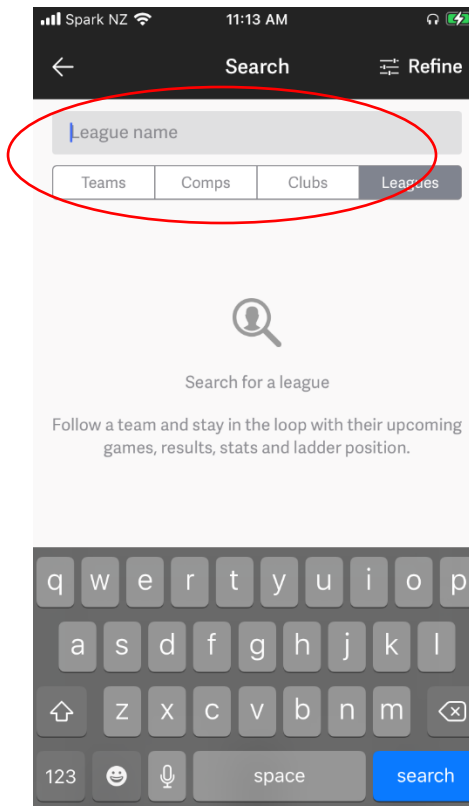 Spark NZ 11:13 AM
Search Refine
League name
Teams Comps Clubs Leagues
Search for a league
Follow a team and stay in the loop with their upcoming
games, results, stats and ladder position.
q w e r t y u i o p
a s d f g h j k l
z x c v b n m
123 space search